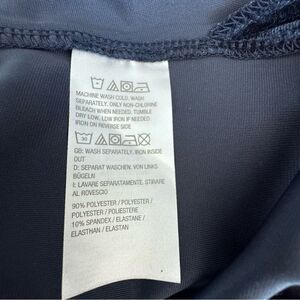 MACHINE WASH COLD, WASH
SEPARATELY. ONLY NON-CHLORINE
BLEACH WHEN NEEDED. TUMBLE
DRY LOW. LOW IRON IF NEEDED
IRON ON REVERSE SIDE
30
GB: WASH SEPARATELY. IRON INSIDE
OUT
D: SEPARAT WASCHEN. VON LINKS
BÜGELN
I: LAVARE SEPARATAMENTE. STIRARE
AL ROVESCIO
90% POLYESTER / POLYESTER /
POLYESTER / POLIESTERE
10% SPANDEX / ELASTANE /
ELASTHAN / ELASTAN